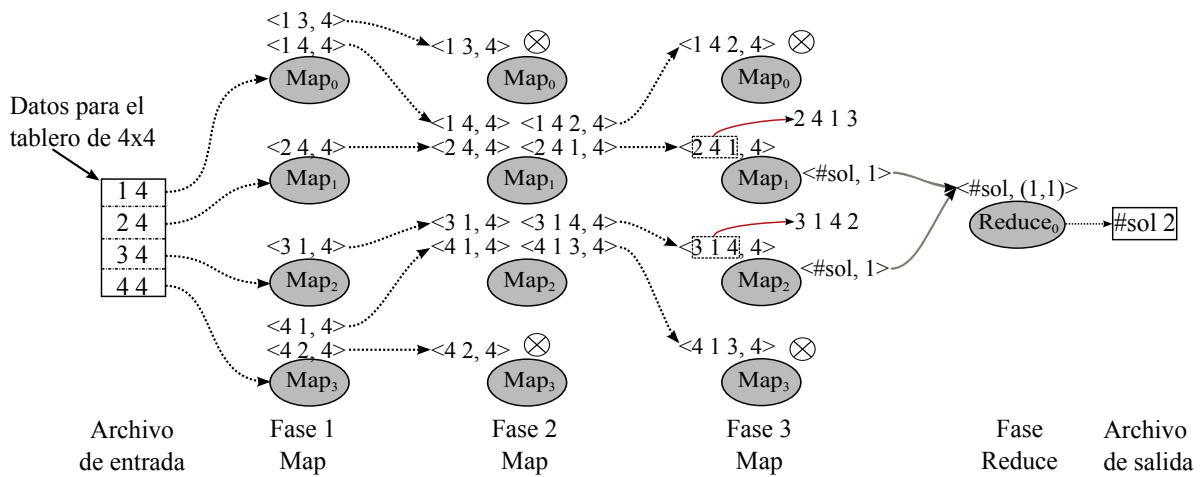 Datos para el
tablero de 4x4
1 4
2 4
3 4
4 4
Archivo
de entrada
<1 3, 4>
<1 4, 4>
Map0
<2 4, 4>
Map1
<3 1, 4>
Map2
<4 1, 4>
<4 2, 4>
Map3
Fase 1
Map
<1 3, 4>
Map0
<1 4, 4> <1 4 2, 4>
<2 4, 4> <2 4 1, 4>
Map1
<3 1, 4> <3 1 4, 4>
<4 1, 4> <4 1 3, 4>
Map2
<4 2, 4>
Map3
Fase 2
Map
<1 4 2, 4>
Map0
2 4 1 3
<2 4 1, 4>
Map1
<#sol, 1>
3 1 4 2
<3 1 4, 4>
Map2
<#sol, 1>
<4 1 3, 4>
Map3
Fase 3
Map
<#sol, (1,1)>
Reduce0
Fase
Reduce
#sol 2
Archivo
de salida